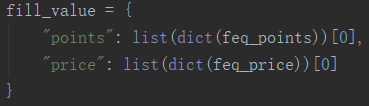 fill_value = {
    "points": list(dict(feq_points))[0],
    "price": list(dict(feq_price))[0]
}